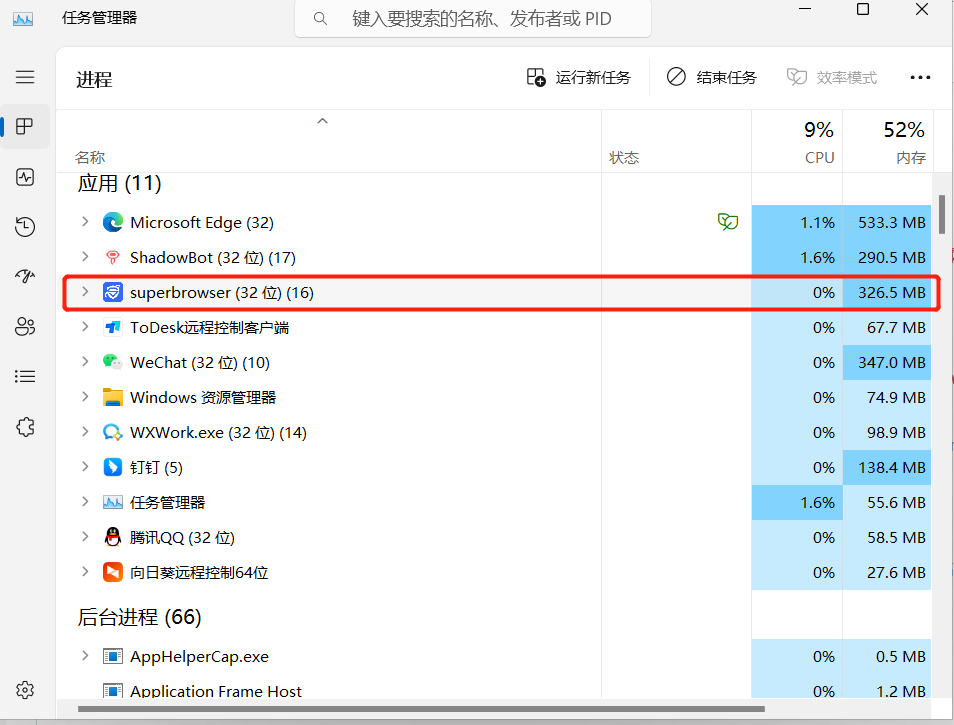 任务管理器
键入要搜索的名称、发布者或 PID
进程
运行新任务
结束任务
效率模式
9%
52%
名称
状态
CPU
内存
应用 (11)
Microsoft Edge (32) 1.1% 533.3 MB
ShadowBot (32 位) (17) 1.6% 290.5 MB
superbrowser (32 位) (16) 0% 326.5 MB
ToDesk远程控制客户端 0% 67.7 MB
WeChat (32 位) (10) 0% 347.0 MB
Windows 资源管理器 0% 74.9 MB
WXWork.exe (32 位) (14) 0% 98.9 MB
钉钉 (5) 0% 138.4 MB
任务管理器 1.6% 55.6 MB
腾讯QQ (32 位) 0% 58.5 MB
向日葵远程控制64位 0% 27.6 MB
后台进程 (66)
AppHelperCap.exe 0% 0.5 MB
Application Frame Host 0% 1.2 MB